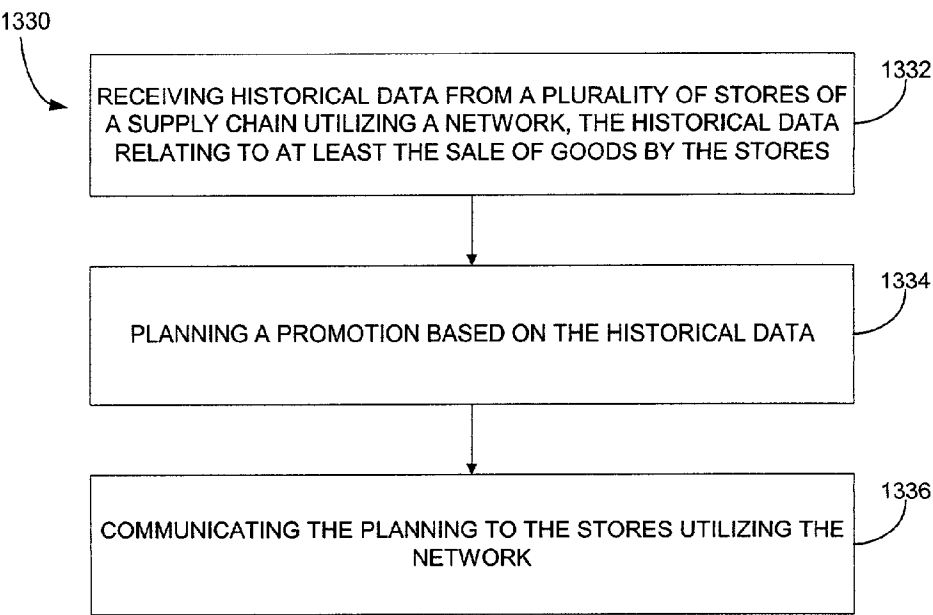 1330
1332
RECEIVING HISTORICAL DATA FROM A PLURALITY OF STORES OF
A SUPPLY CHAIN UTILIZING A NETWORK, THE HISTORICAL DATA
RELATING TO AT LEAST THE SALE OF GOODS BY THE STORES
1334
PLANNING A PROMOTION BASED ON THE HISTORICAL DATA
1336
COMMUNICATING THE PLANNING TO THE STORES UTILIZING THE
NETWORK